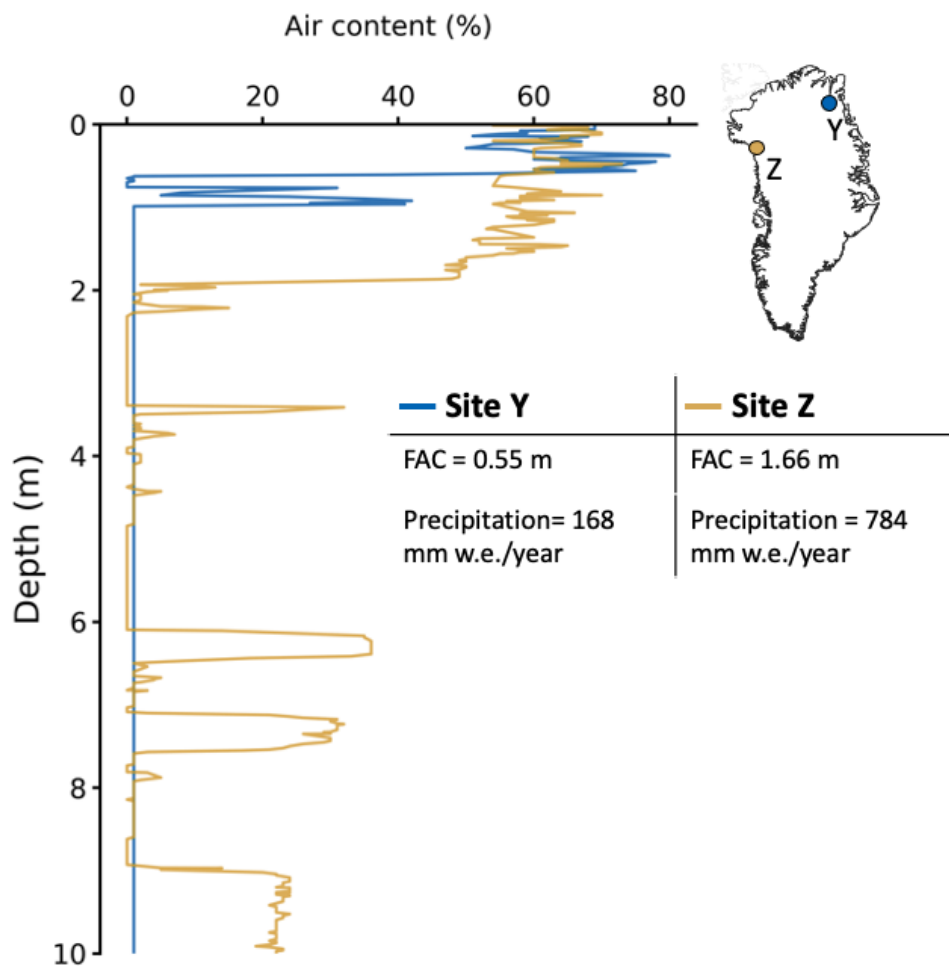 Air content (%)
0 20 40 60 80
0
2
4
6
8
10
Depth (m)
Y
Z
Site Y Site Z
FAC = 0.55 m FAC = 1.66 m
Precipitation= 168 Precipitation = 784
mm w.e./year mm w.e./year